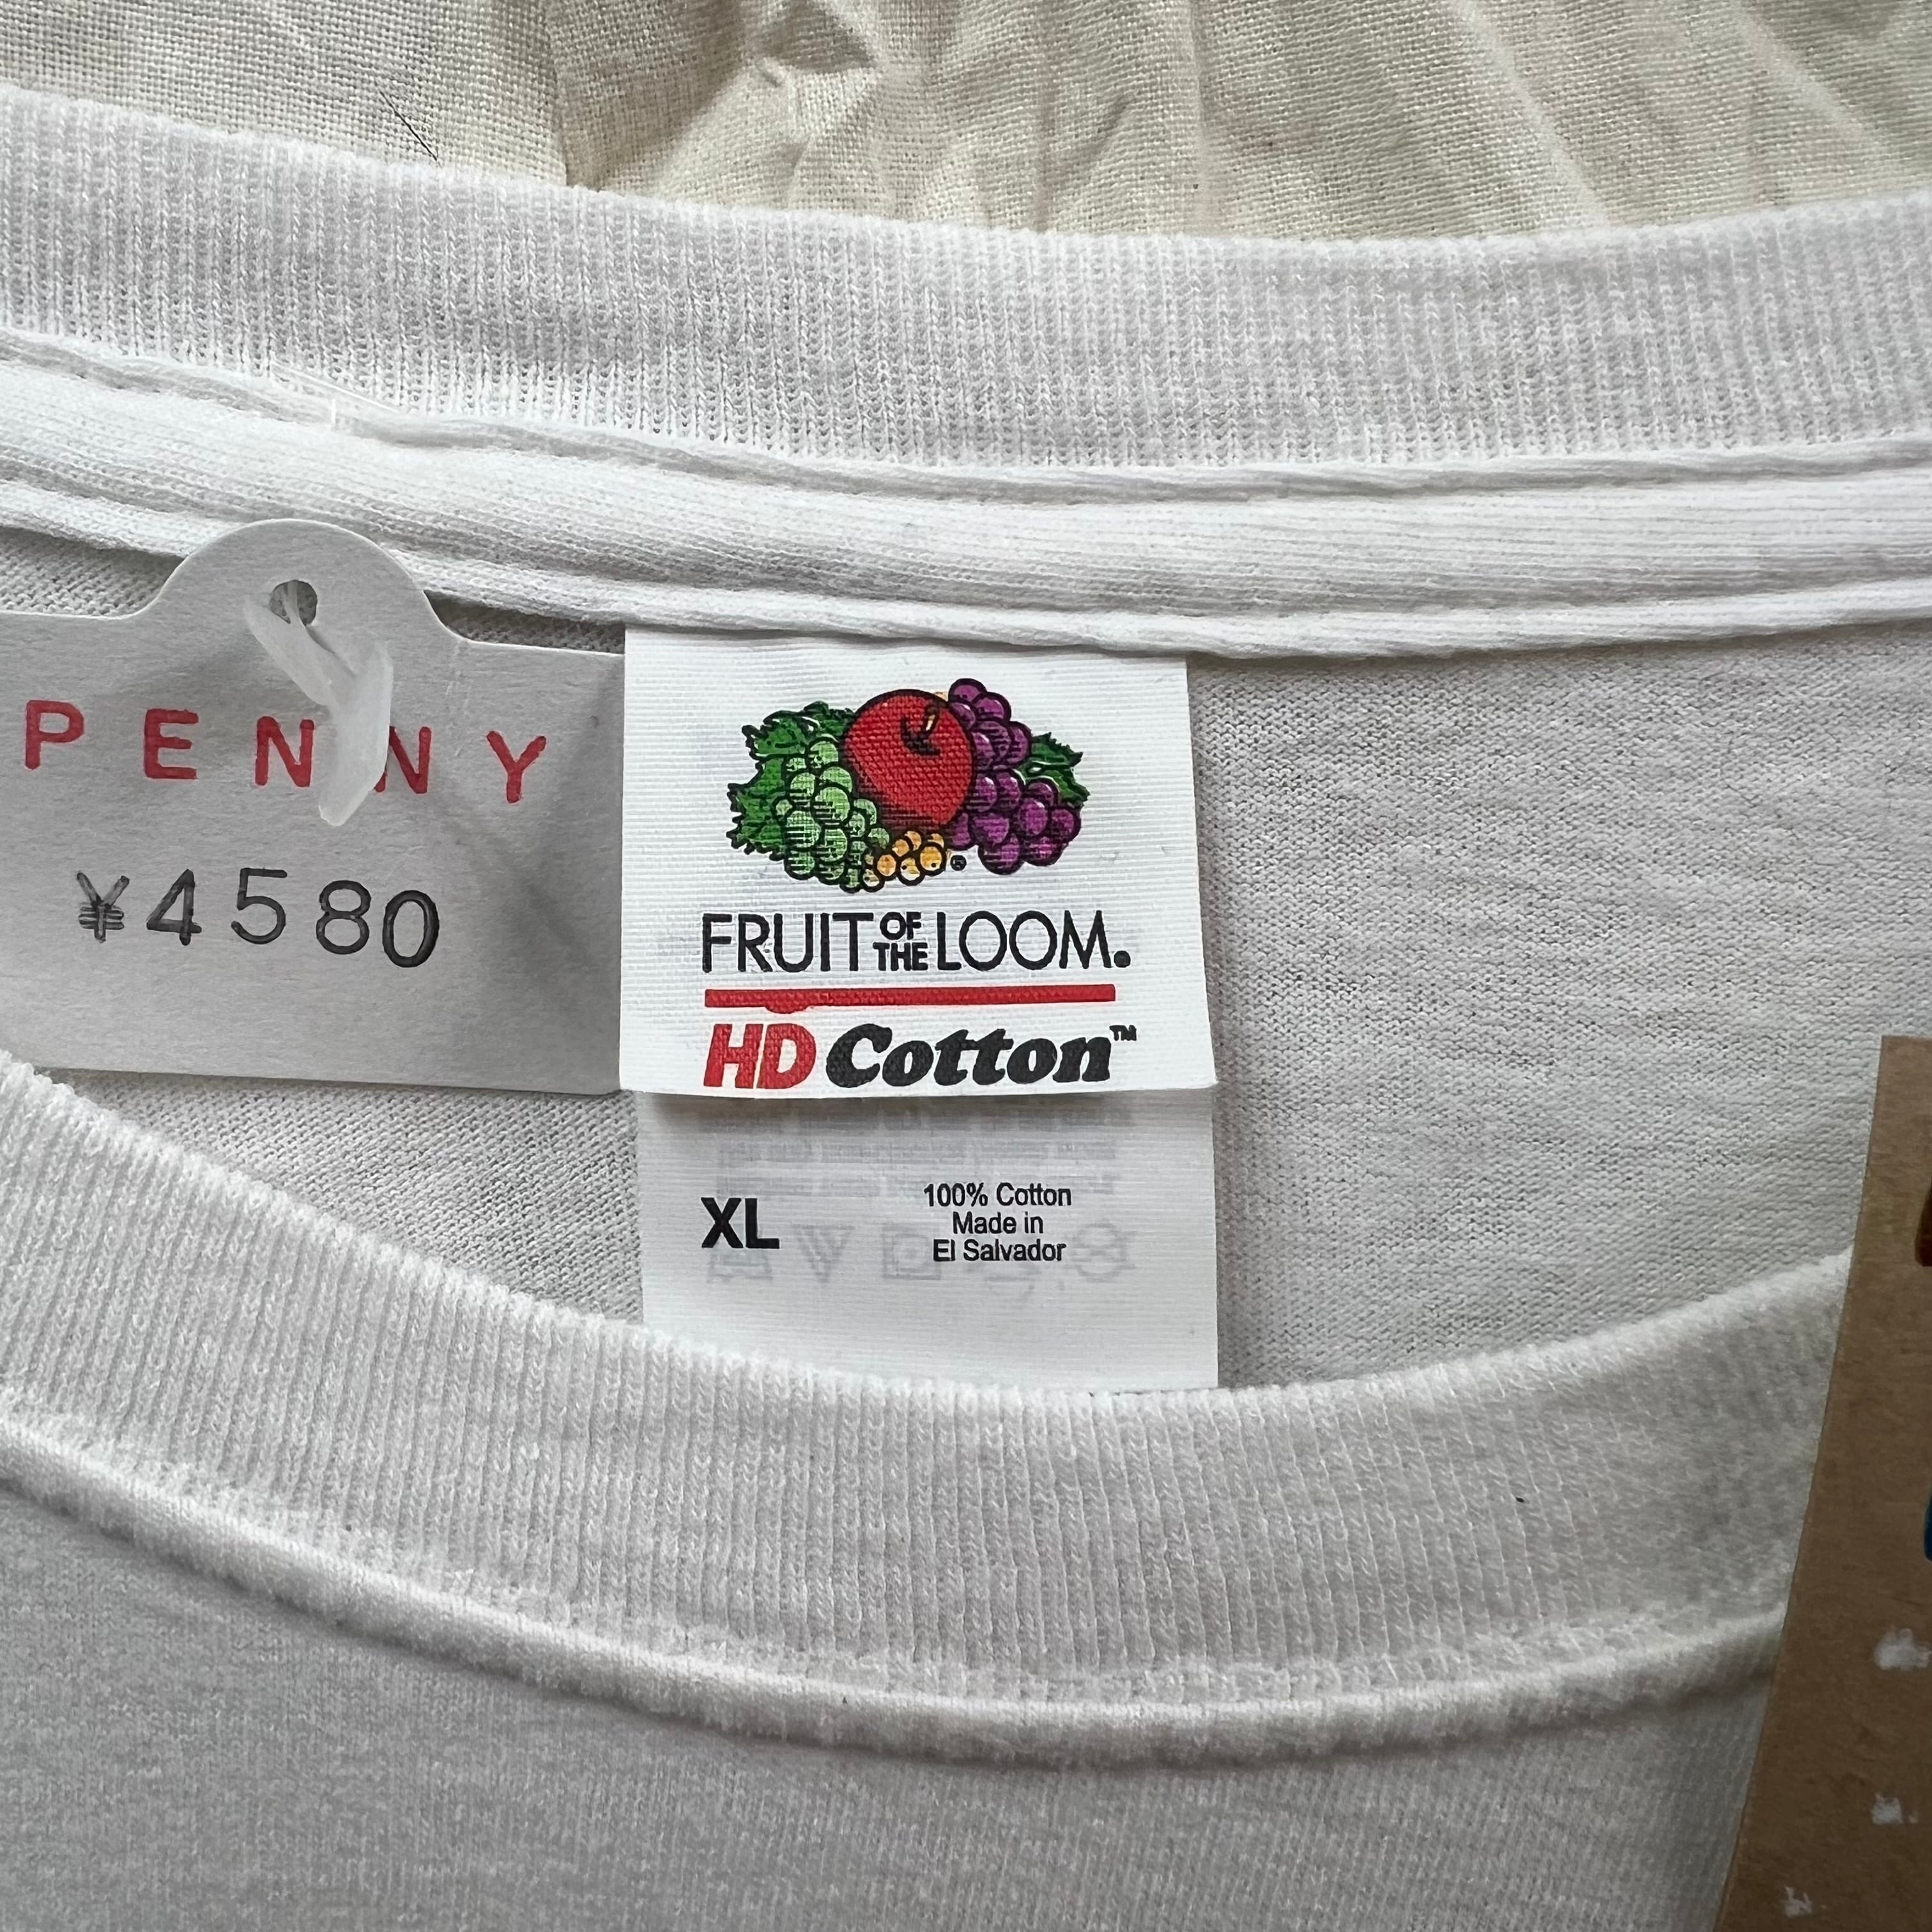 PENNY
¥4580
FRUIT OF THE LOOM.
HD Cotton™
XL
100% Cotton
Made in
El Salvador